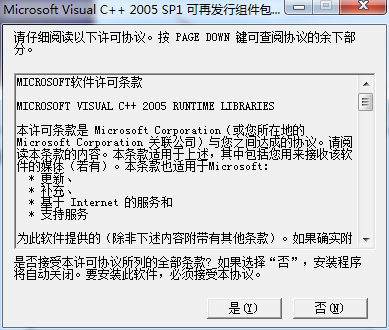 Microsoft Visual C++ 2005 SP1 可再发行组件包...
请仔细阅读以下许可协议。按 PAGE DOWN 键可查阅协议的余下部
分。
MICROSOFT软件许可条款
MICROSOFT VISUAL C++ 2005 RUNTIME LIBRARIES
本许可条款是 Microsoft Corporation（或您所在地的
Microsoft Corporation 关联公司）与您之间达成的协议。请阅
读本条款的内容。本条款适用于上述，其中包括您用来接收该软
件的媒体（若有）。本条款也适用于Microsoft:
* 更新、
* 补充、
* 基于 Internet 的服务和
* 支持服务
为此软件提供的（除非下述内容附带有其他条款）。如果确实附
是否接受本许可协议所列的全部条款？如果选择“否”，安装程序
将自动关闭。要安装此软件，必须接受本协议。
是(Y)
否(N)